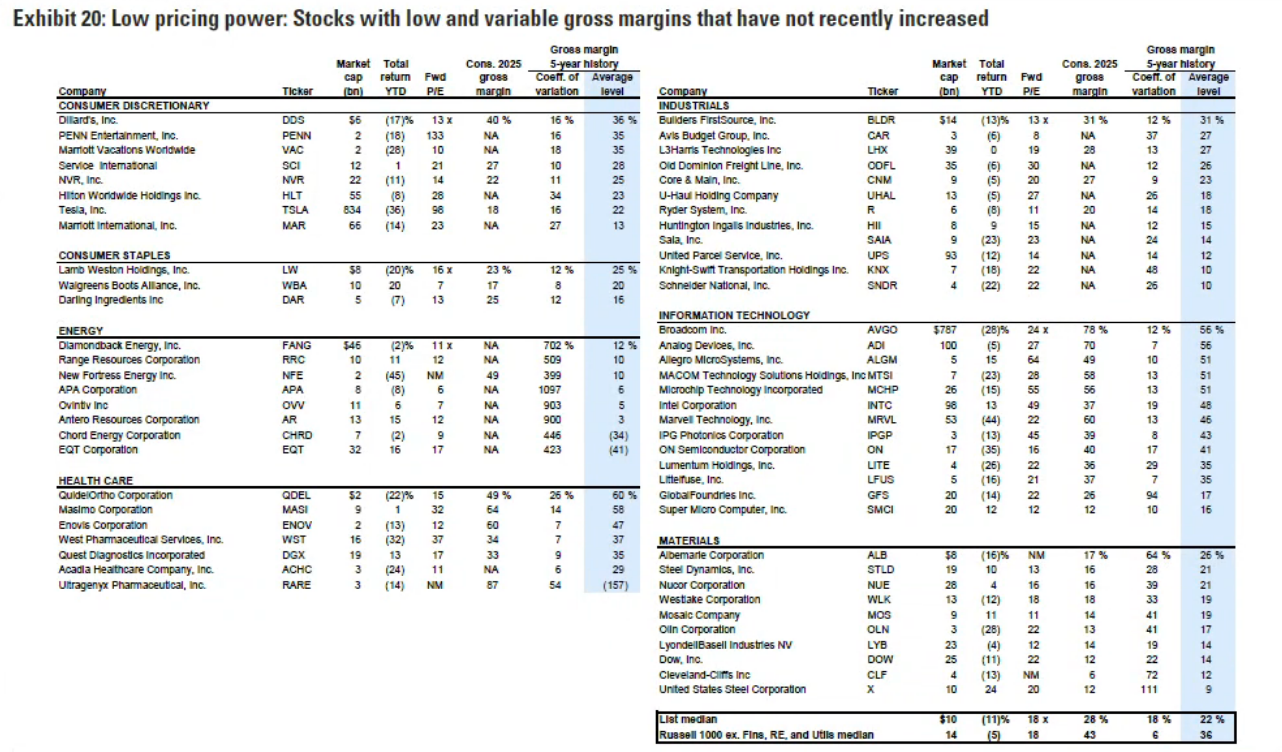 Exhibit 20: Low pricing power: Stocks with low and variable gross margins that have not recently increased
Gross margin
Market Total Cons. 2025 5-year history
cap return Fwd gross Coeff. of Average
Company Ticker (bn) YTD P/E margin variation level
CONSUMER DISCRETIONARY
Dillard's, Inc. DDS $6 (17)% 13 x 40 % 16 % 36 %
PENN Entertainment, Inc. PENN 2 (18) 133 NA 16 35
Marriott Vacations Worldwide VAC 2 (28) 10 NA 18 35
Service International SCI 12 1 21 27 10 28
NVR, Inc. NVR 22 (11) 14 22 11 25
Hilton Worldwide Holdings Inc. HLT 55 (8) 28 NA 34 23
Tesla, Inc. TSLA 834 (36) 98 18 16 22
Marriott International, Inc. MAR 66 (14) 23 NA 27 13
CONSUMER STAPLES
Lamb Weston Holdings, Inc. LW $8 (20)% 16 x 23 % 12 % 25 %
Walgreens Boots Alliance, Inc. WBA 10 20 7 17 8 20
Darling Ingredients Inc DAR 5 (7) 13 25 12 16
ENERGY
Diamondback Energy, Inc. FANG $46 (2)% 11 x NA 702 % 12 %
Range Resources Corporation RRC 10 11 12 NA 509 10
New Fortress Energy Inc. NFE 2 (45) NM 49 399 10
APA Corporation APA 8 (8) 6 NA 1097 6
Ovintiv Inc OVV 11 6 7 NA 903 5
Antero Resources Corporation AR 13 15 12 NA 900 3
Chord Energy Corporation CHRD 7 (2) 9 NA 446 (34)
EQT Corporation EQT 32 16 17 NA 423 (41)
HEALTH CARE
QuidelOrtho Corporation QDEL $2 (22)% 15 49 % 26 % 60 %
Masimo Corporation MASI 9 1 32 64 14 58
Enovis Corporation ENOV 2 (13) 12 60 7 47
West Pharmaceutical Services, Inc. WST 16 (32) 37 34 7 37
Quest Diagnostics Incorporated DGX 19 13 17 33 9 35
Acadia Healthcare Company, Inc. ACHC 3 (24) 11 NA 6 29
Ultragenyx Pharmaceutical, Inc. RARE 3 (14) NM 87 54 (157)
Gross margin
Market Total Cons. 2025 5-year history
cap return Fwd gross Coeff. of Average
Company Ticker (bn) YTD P/E margin variation level
INDUSTRIALS
Builders FirstSource, Inc. BLDR $14 (13)% 13 x 31 % 12 % 31 %
Avis Budget Group, Inc. CAR 3 (6) 8 NA 37 27
L3Harris Technologies Inc LHX 39 0 19 28 13 27
Old Dominion Freight Line, Inc. ODFL 35 (6) 30 NA 12 26
Core & Main, Inc. CNM 9 (5) 20 27 9 23
U-Haul Holding Company UHAL 13 (5) 27 NA 26 18
Ryder System, Inc. R 6 (8) 11 20 14 18
Huntington Ingalls Industries, Inc. HII 8 9 15 NA 12 15
Saia, Inc. SAIA 9 (23) 23 NA 24 14
United Parcel Service, Inc. UPS 93 (12) 14 NA 14 12
Knight-Swift Transportation Holdings Inc. KNX 7 (18) 22 NA 48 10
Schneider National, Inc. SNDR 4 (22) 22 NA 26 10
INFORMATION TECHNOLOGY
Broadcom Inc. AVGO $787 (28)% 24 x 78 % 12 % 56 %
Analog Devices, Inc. ADI 100 (5) 27 70 7 56
Allegro MicroSystems, Inc. ALGM 5 15 64 49 10 51
MACOM Technology Solutions Holdings, Inc MTSI 7 (23) 28 58 13 51
Microchip Technology Incorporated MCHP 26 (15) 55 56 13 51
Intel Corporation INTC 98 13 49 37 19 48
Marvell Technology, Inc. MRVL 53 (44) 22 60 13 46
IPG Photonics Corporation IPGP 3 (13) 45 39 8 43
ON Semiconductor Corporation ON 17 (35) 16 40 17 41
Lumentum Holdings, Inc. LITE 4 (26) 22 36 29 35
Littelfuse, Inc. LFUS 5 (16) 21 37 7 35
GlobalFoundries Inc. GFS 20 (14) 22 26 94 17
Super Micro Computer, Inc. SMCI 20 12 12 12 10 16
MATERIALS
Albemarle Corporation ALB $8 (16)% NM 17 % 64 % 26 %
Steel Dynamics, Inc. STLD 19 10 13 16 28 21
Nucor Corporation NUE 28 4 16 16 39 21
Westlake Corporation WLK 13 (12) 18 18 33 19
Mosaic Company MOS 9 11 11 14 41 19
Olin Corporation OLN 3 (28) 22 13 41 17
LyondellBasell Industries NV LYB 23 (4) 12 14 19 14
Dow, Inc. DOW 25 (11) 22 12 22 14
Cleveland-Cliffs Inc CLF 4 (13) NM 6 72 12
United States Steel Corporation X 10 24 20 12 111 9
List median $10 (11)% 18 x 28 % 18 % 22 %
Russell 1000 ex. Fins, RE, and Utils median 14 (5) 18 43 6 36